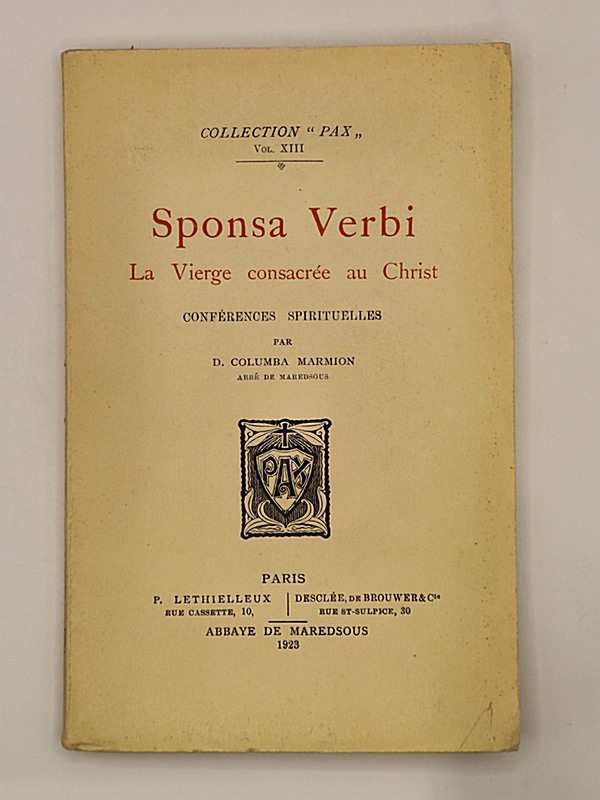 COLLECTION “ PAX „
VOL. XIII
Sponsa Verbi
La Vierge consacrée au Christ
CONFÉRENCES SPIRITUELLES
PAR
D. COLUMBA MARMION
ABBÉ DE MAREDSOUS
PAX
PARIS
P. LETHIELLEUX
RUE CASSETTE, 10,
DESCLÉE, DE BROUWER & Cie
RUE ST-SULPICE, 30
ABBAYE DE MAREDSOUS
1923